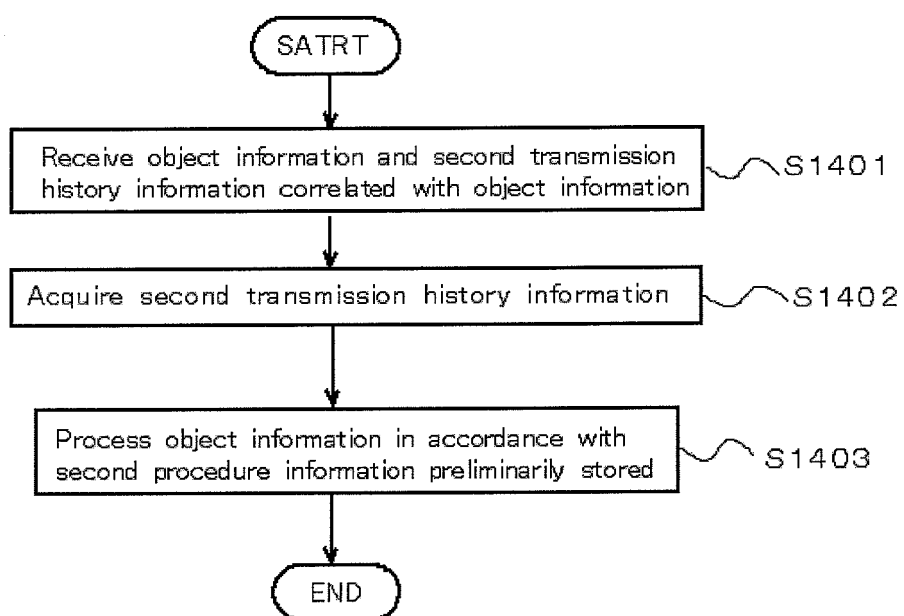 SATRT
Receive object information and second transmission
history information correlated with object information
S1401
Acquire second transmission history information
S1402
Process object information in accordance with
second procedure information preliminarily stored
S1403
END